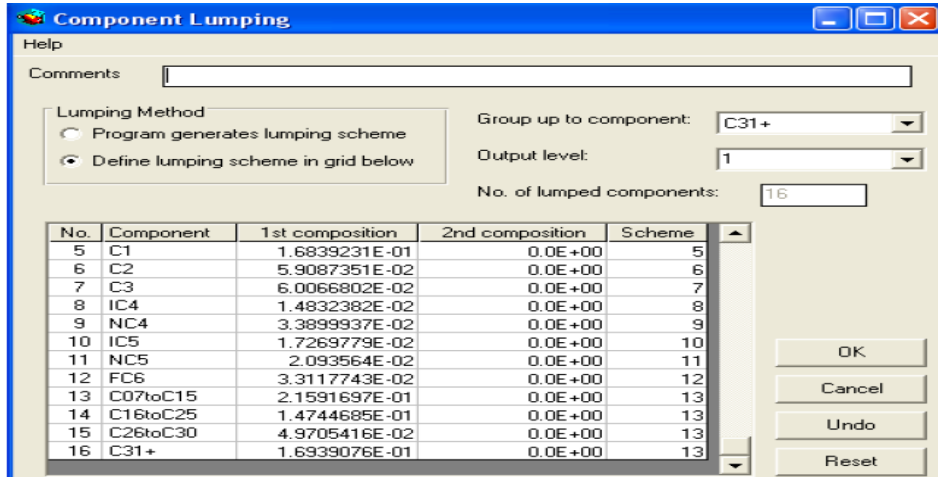 Component Lumping
Help
Comments
Lumping Method
Program generates lumping scheme
Define lumping scheme in grid below
Group up to component: C31+
Output level: 1
No. of lumped components: 16
No. Component 1st composition 2nd composition Scheme
5 C1 1.6839231E-01 0.0E+00 5
6 C2 5.9087351E-02 0.0E+00 6
7 C3 6.0066802E-02 0.0E+00 7
8 IC4 1.4832382E-02 0.0E+00 8
9 NC4 3.3899937E-02 0.0E+00 9
10 IC5 1.7269779E-02 0.0E+00 10
11 NC5 2.093564E-02 0.0E+00 11
12 FC6 3.3117743E-02 0.0E+00 12
13 C07toC15 2.1591697E-01 0.0E+00 13
14 C16toC25 1.4744685E-01 0.0E+00 13
15 C26toC30 4.9705416E-02 0.0E+00 13
16 C31+ 1.6939076E-01 0.0E+00 13
OK
Cancel
Undo
Reset